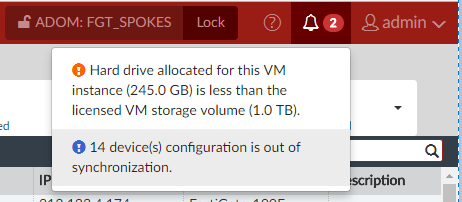 ADOM: FGT_SPOKES Lock ? 2 admin
Hard drive allocated for this VM
instance (245.0 GB) is less than the
licensed VM storage volume (1.0 TB).
ed
14 device(s) configuration is out of
synchronization.
IP
escription